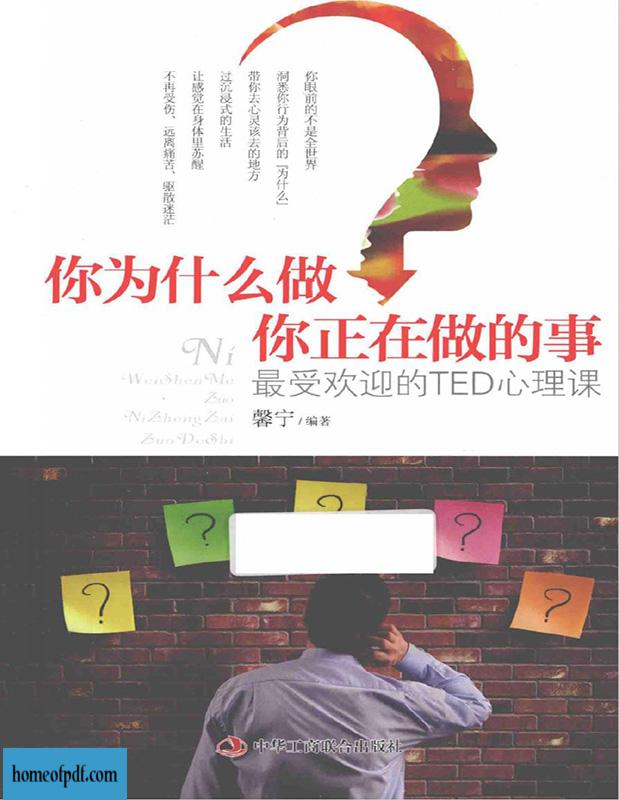 你眼前的不是全世界
洞悉你行为背后的「为什么」
带你去心灵该去的地方
过沉浸式的生活
让感觉在身体里苏醒
不再受伤、远离痛苦、驱散迷茫
你为什么做
你正在做的事
Ni
WeiShenMe
Zuo
NiZhengZai
ZuoDeShi
最受欢迎的TED心理课
馨宁/编著
?
?
?
?
?
中华工商联合出版社
homeofpdf.com